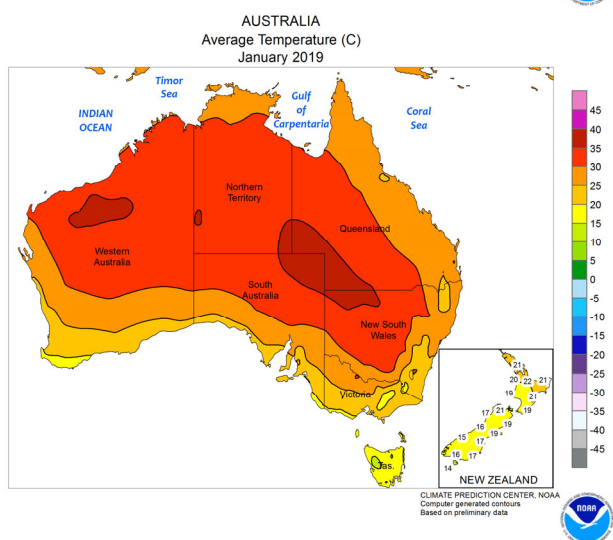 AUSTRALIA
Average Temperature (C)
January 2019
Timor
Sea
Gulf
of
Carpentaria
Coral
Sea
INDIAN
OCEAN
Northern
Territory
Queensland
Western
Australia
South
Australia
New South
Wales
Victoria
Tas.
45
40
35
30
25
20
15
10
5
0
-5
-10
-15
-20
-25
-30
-35
-40
-45
21
20
22
21
19
21
17
21
19
16
19
19
15
17
16
17
14
NEW ZEALAND
CLIMATE PREDICTION CENTER, NOAA
Computer generated contours
Based on preliminary data
NOAA